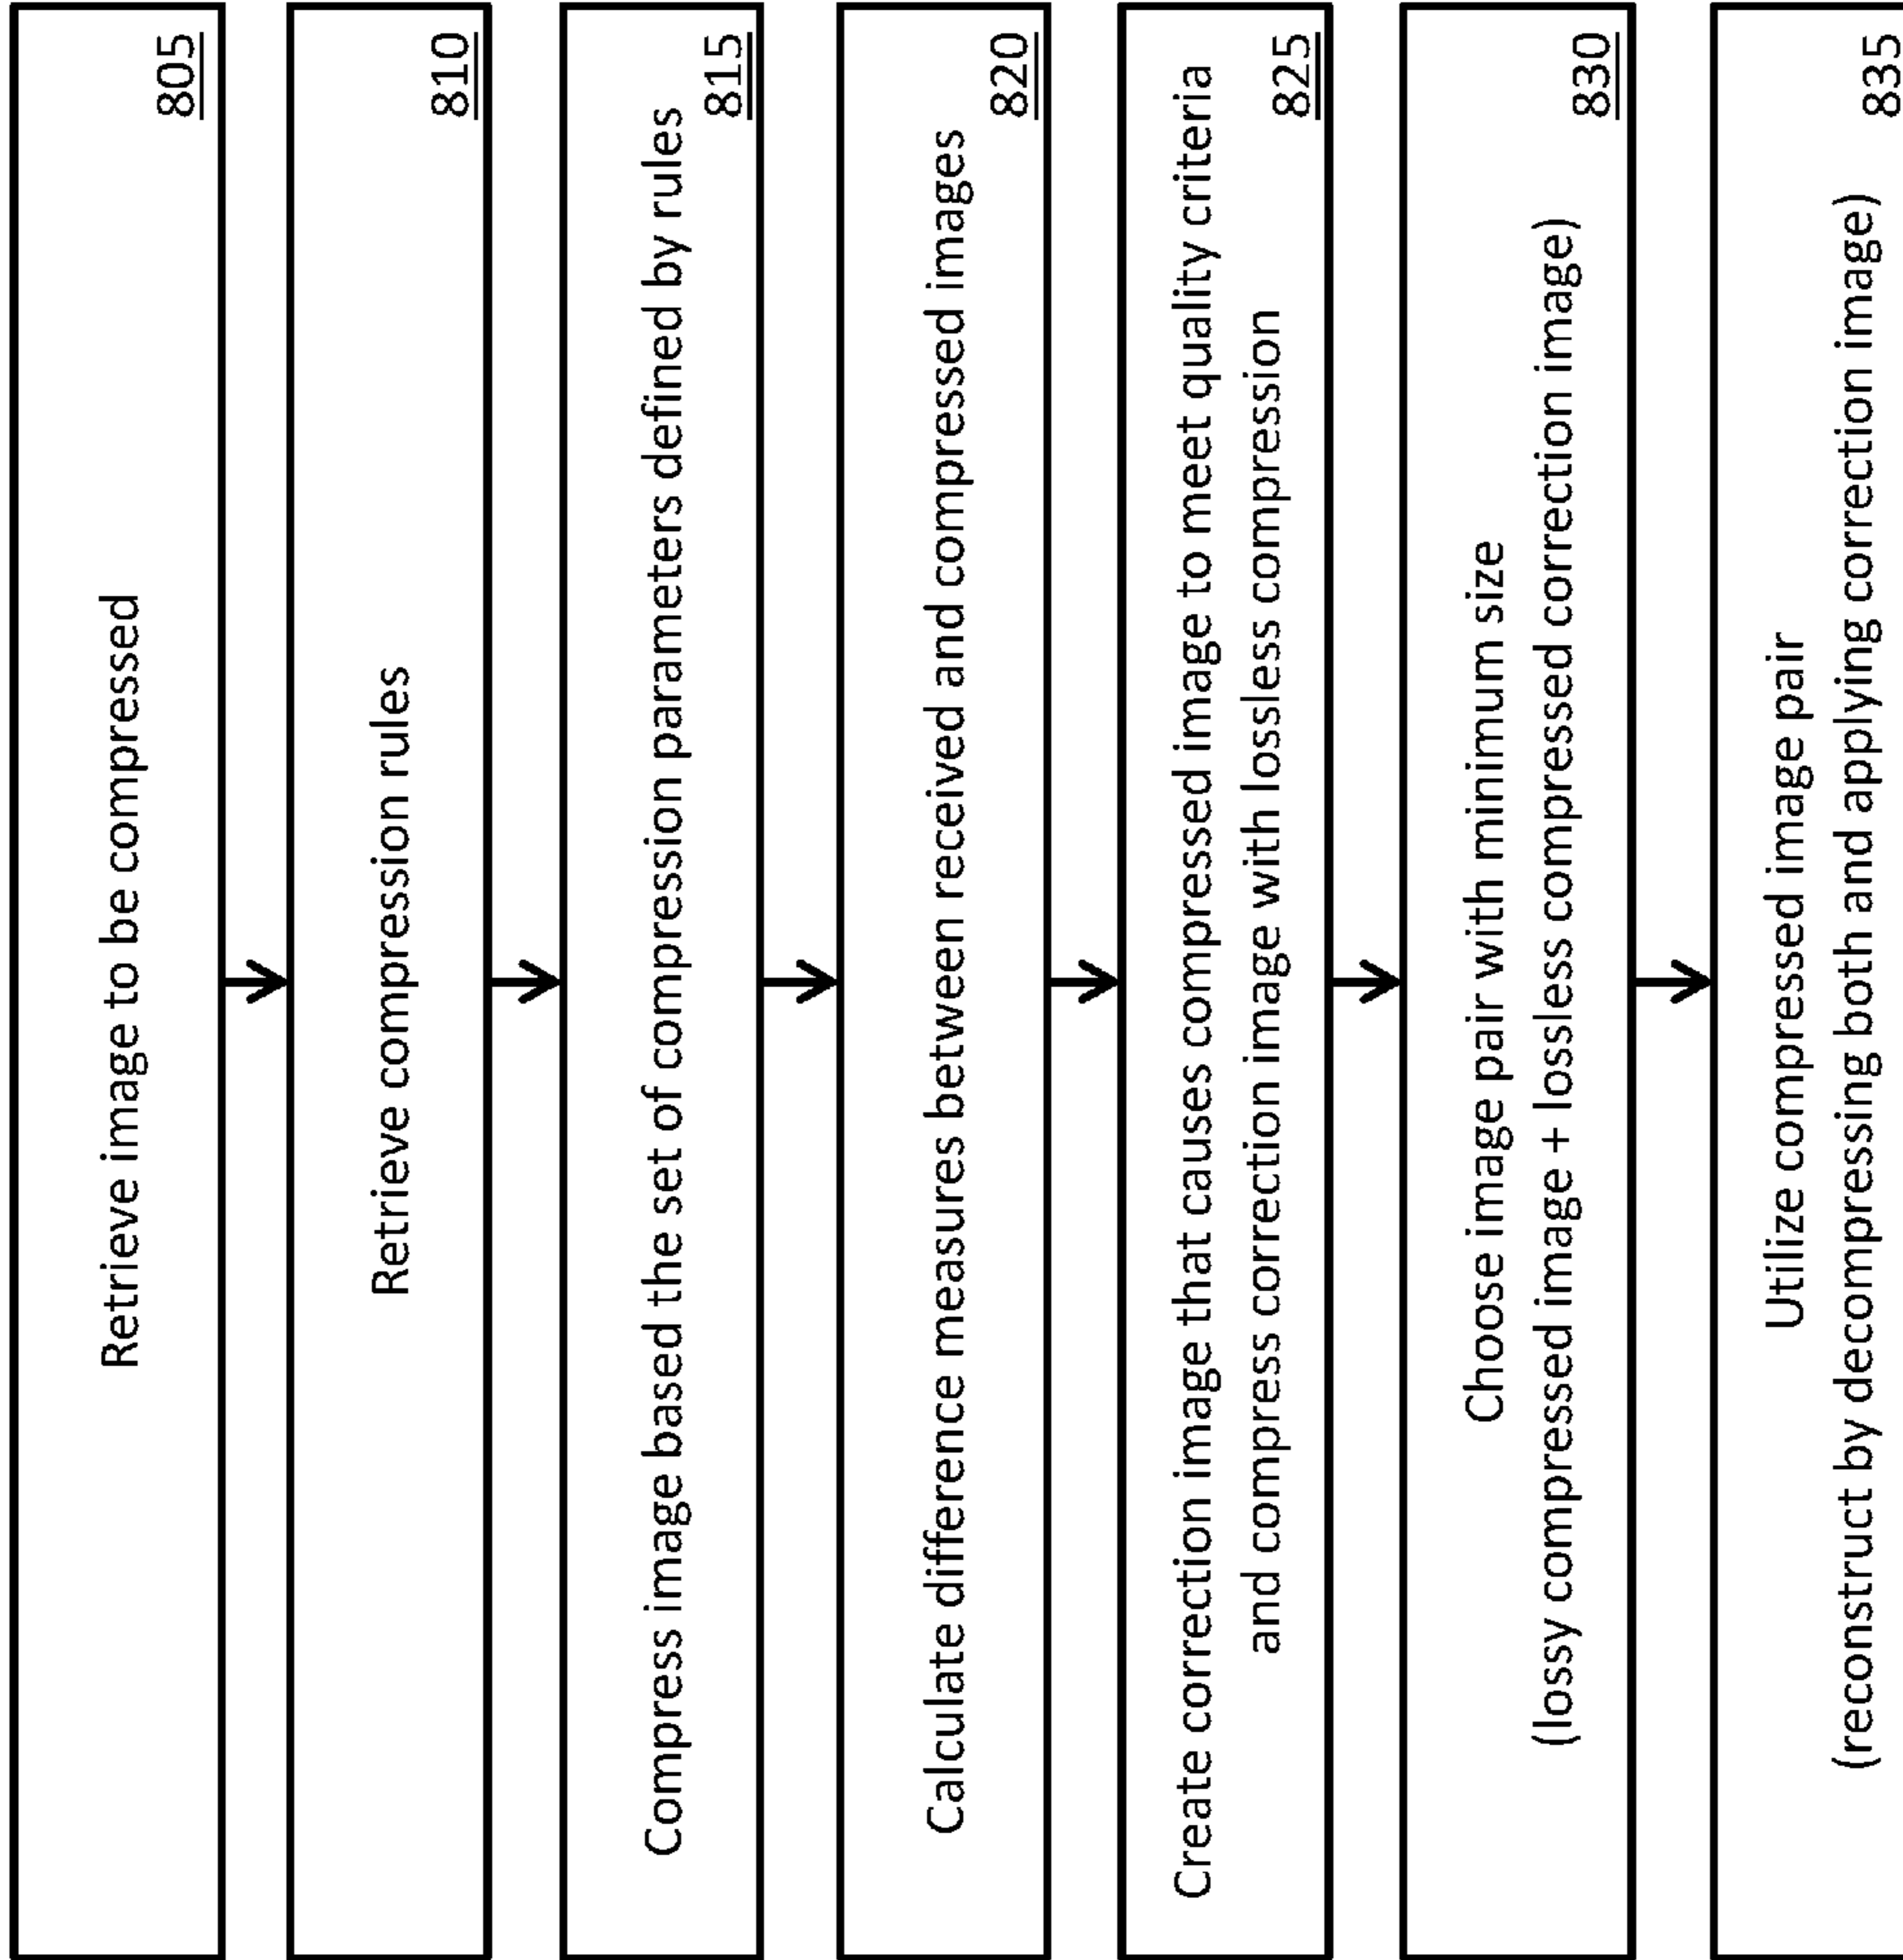 Retrieve image to be compressed
805
Retrieve compression rules
810
Compress image based the set of compression parameters defined by rules
815
Calculate difference measures between received and compressed images
820
Create correction image that causes compressed image to meet quality criteria
and compress correction image with lossless compression
825
Choose image pair with minimum size
(lossy compressed image + lossless compressed correction image)
830
Utilize compressed image pair
(reconstruct by decompressing both and applying correction image)
835